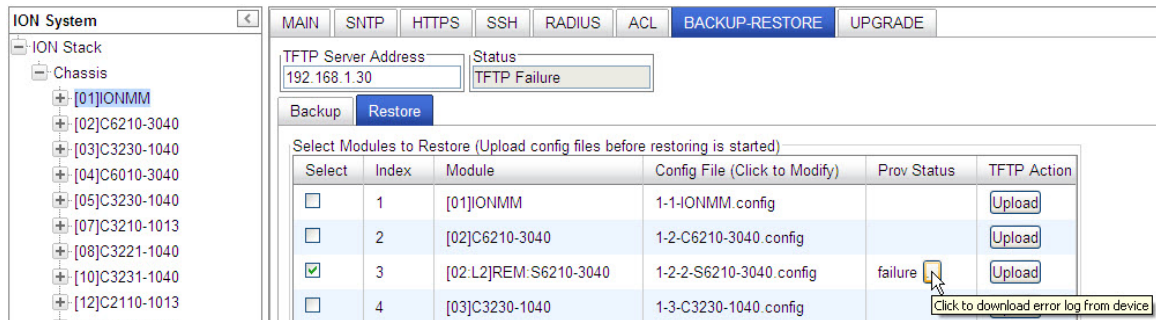 ION System
<
ION Stack
Chassis
[01]IONMM
[02]C6210-3040
[03]C3230-1040
[04]C6010-3040
[05]C3230-1040
[07]C3210-1013
[08]C3221-1040
[10]C3231-1040
[12]C2110-1013
MAIN SNTP HTTPS SSH RADIUS ACL BACKUP-RESTORE UPGRADE
TFTP Server Address Status
192.168.1.30 TFTP Failure
Backup Restore
Select Modules to Restore (Upload config files before restoring is started)
Select Index Module Config File (Click to Modify) Prov Status TFTP Action
1 [01]IONMM 1-1-IONMM.config Upload
2 [02]C6210-3040 1-2-C6210-3040.config Upload
3 [02:L2]REM:S6210-3040 1-2-2-S6210-3040.config failure Upload
4 [03]C3230-1040 1-3-C3230-1040.config
Click to download error log from device